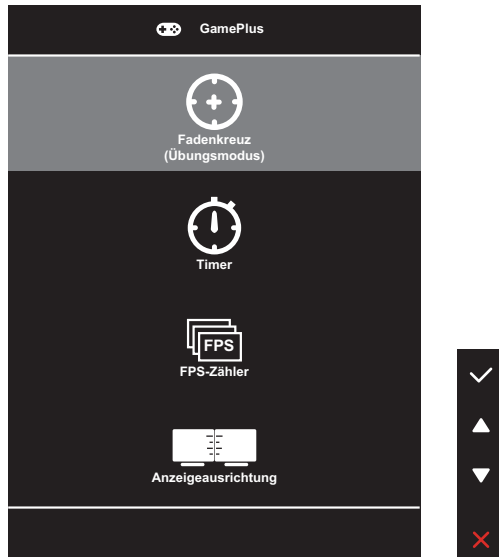 GamePlus
Fadenkreuz
(Übungsmodus)
Timer
FPS
FPS-Zähler
Anzeigeausrichtung